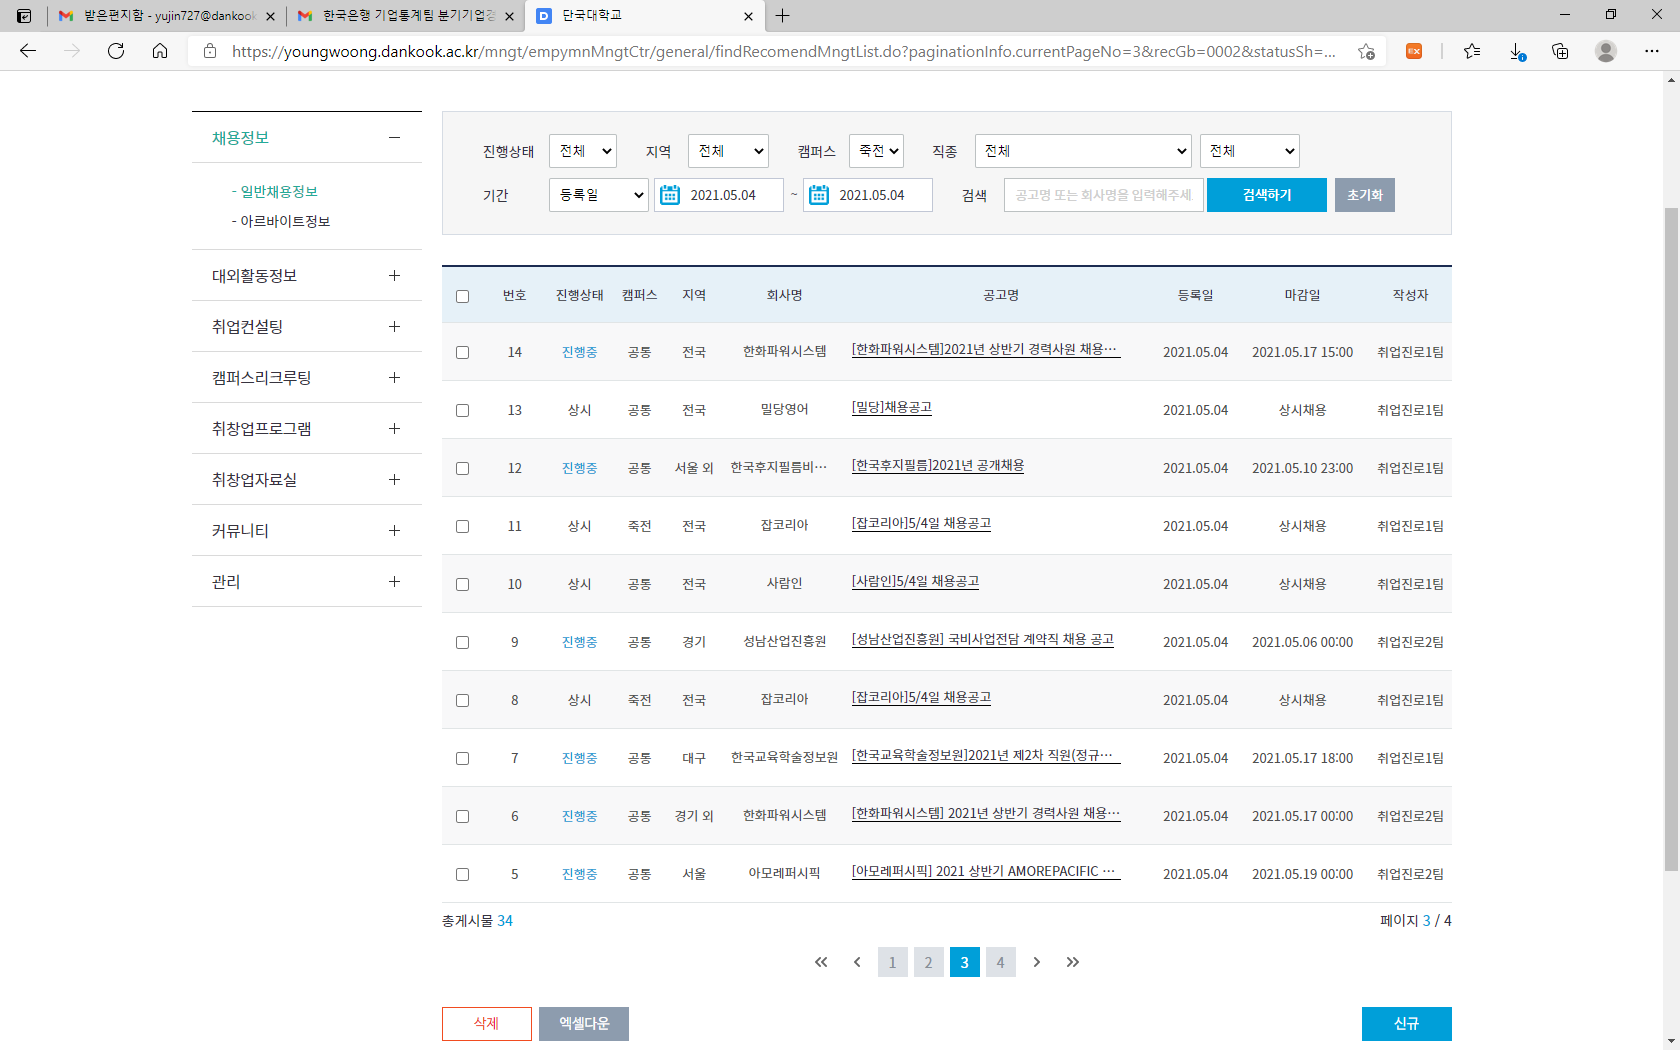 받은편지함 - yujin727@dankook
한국은행 기업통계팀 분기기업경
단국대학교
https://youngwoong.dankook.ac.kr/mngt/empymnMngtCtr/general/findRecomendMngtList.do?paginationInfo.currentPageNo=3&recGb=0002&statusSh=...
채용정보
- 일반채용정보
- 아르바이트정보
대외활동정보
취업컨설팅
캠퍼스리크루팅
취창업프로그램
취창업자료실
커뮤니티
관리
진행상태 전체 지역 전체 캠퍼스 죽전 직종 전체 전체
기간 등록일 2021.05.04 ~ 2021.05.04 검색 공고명 또는 회사명을 입력해주세. 검색하기 초기화
번호 진행상태 캠퍼스 지역 회사명 공고명 등록일 마감일 작성자
14 진행중 공통 전국 한화파워시스템 [한화파워시스템]2021년 상반기 경력사원 채용… 2021.05.04 2021.05.17 15:00 취업진로1팀
13 상시 공통 전국 밀당영어 [밀당]채용공고 2021.05.04 상시채용 취업진로1팀
12 진행중 공통 서울 외 한국후지필름비… [한국후지필름]2021년 공개채용 2021.05.04 2021.05.10 23:00 취업진로1팀
11 상시 죽전 전국 잡코리아 [잡코리아]5/4일 채용공고 2021.05.04 상시채용 취업진로1팀
10 상시 공통 전국 사람인 [사람인]5/4일 채용공고 2021.05.04 상시채용 취업진로1팀
9 진행중 공통 경기 성남산업진흥원 [성남산업진흥원] 국비사업전담 계약직 채용 공고 2021.05.04 2021.05.06 00:00 취업진로2팀
8 상시 죽전 전국 잡코리아 [잡코리아]5/4일 채용공고 2021.05.04 상시채용 취업진로1팀
7 진행중 공통 대구 한국교육학술정보원 [한국교육학술정보원]2021년 제2차 직원(정규… 2021.05.04 2021.05.17 18:00 취업진로1팀
6 진행중 공통 경기 외 한화파워시스템 [한화파워시스템] 2021년 상반기 경력사원 채용… 2021.05.04 2021.05.17 00:00 취업진로2팀
5 진행중 공통 서울 아모레퍼시픽 [아모레퍼시픽] 2021 상반기 AMOREPACIFIC … 2021.05.04 2021.05.19 00:00 취업진로2팀
총게시물 34 페이지 3 / 4
1 2 3 4
삭제 엑셀다운 신규